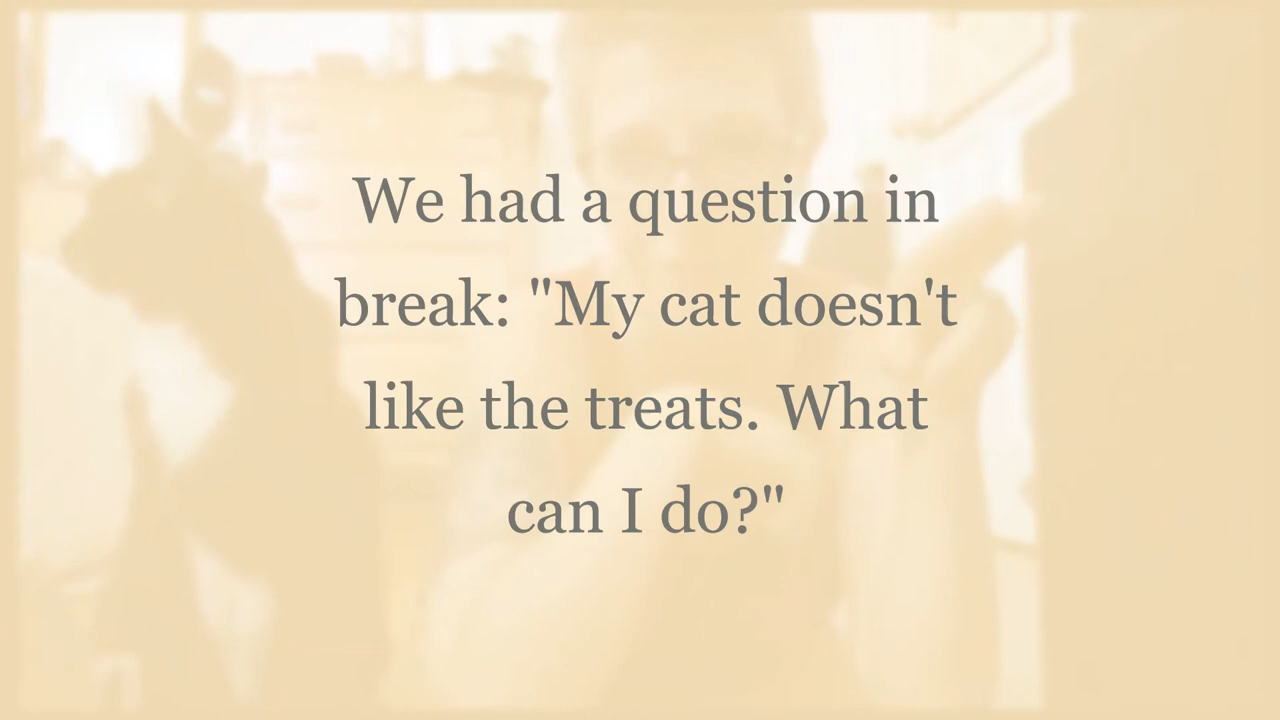 We had a question in
break: "My cat doesn't
like the treats. What
can I do?"